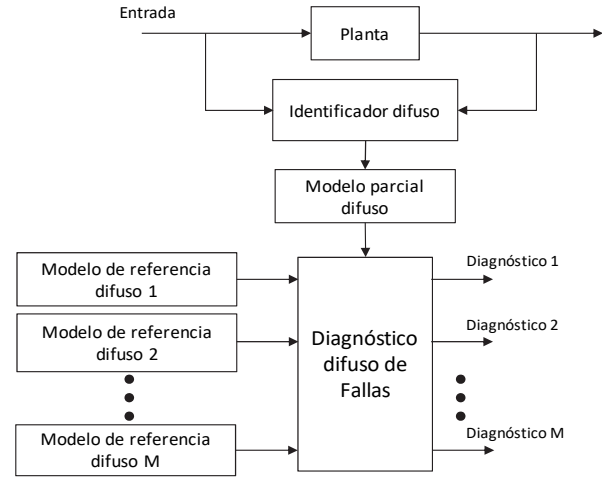 Entrada
Planta
Identificador difuso
Modelo parcial
difuso
Modelo de referencia
difuso 1
Modelo de referencia
difuso 2
Modelo de referencia
difuso M
Diagnóstico
difuso de
Fallas
Diagnóstico 1
Diagnóstico 2
Diagnóstico M